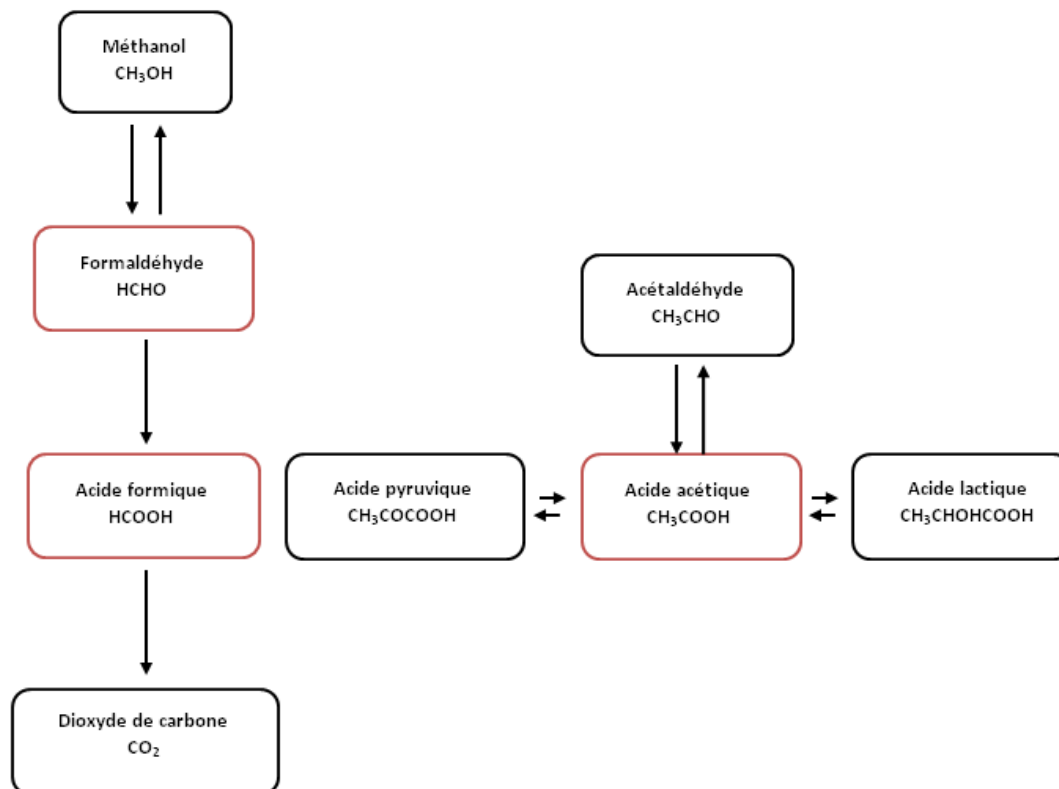 Méthanol
CH₃OH
Formaldéhyde
HCHO
Acétaldéhyde
CH₃CHO
Acide formique
HCOOH
Acide pyruvique
CH₃COCOOH
Acide acétique
CH₃COOH
Acide lactique
CH₃CHOHCOOH
Dioxyde de carbone
CO₂